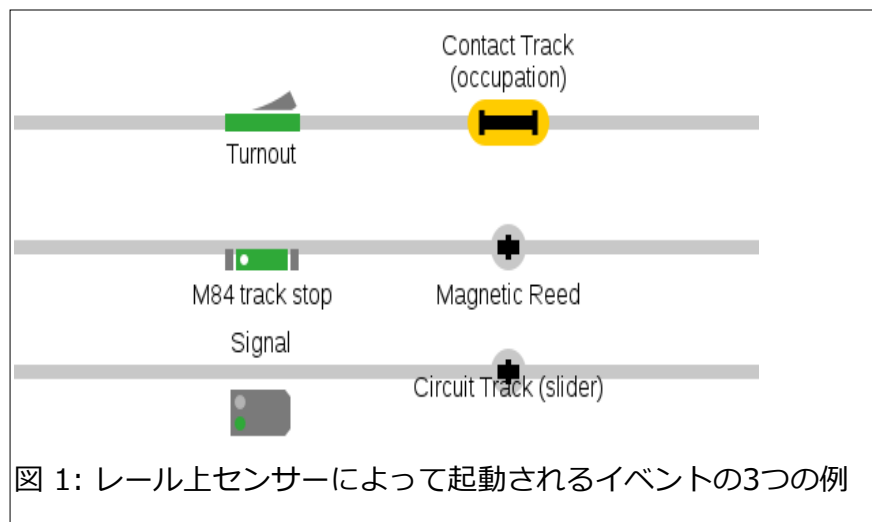 Contact Track
(occupation)
Turnout
M84 track stop
Magnetic Reed
Signal
Circuit Track (slider)
図 1: レール上センサーによって起動されるイベントの3つの例